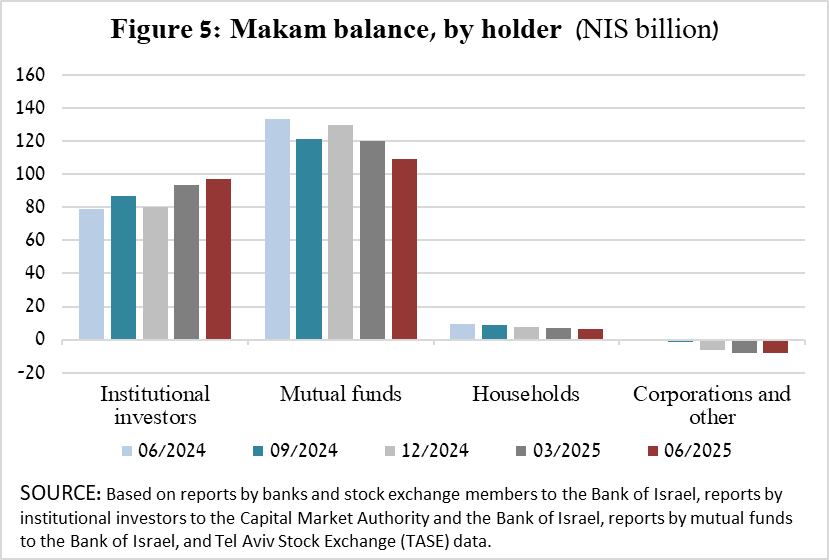 Figure 5: Makam balance, by holder (NIS billion)
160
140
120
100
80
60
40
20
0
-20
Institutional investors
Mutual funds
Households
Corporations and other
06/2024
09/2024
12/2024
03/2025
06/2025
SOURCE: Based on reports by banks and stock exchange members to the Bank of Israel, reports by
institutional investors to the Capital Market Authority and the Bank of Israel, reports by mutual funds
to the Bank of Israel, and Tel Aviv Stock Exchange (TASE) data.